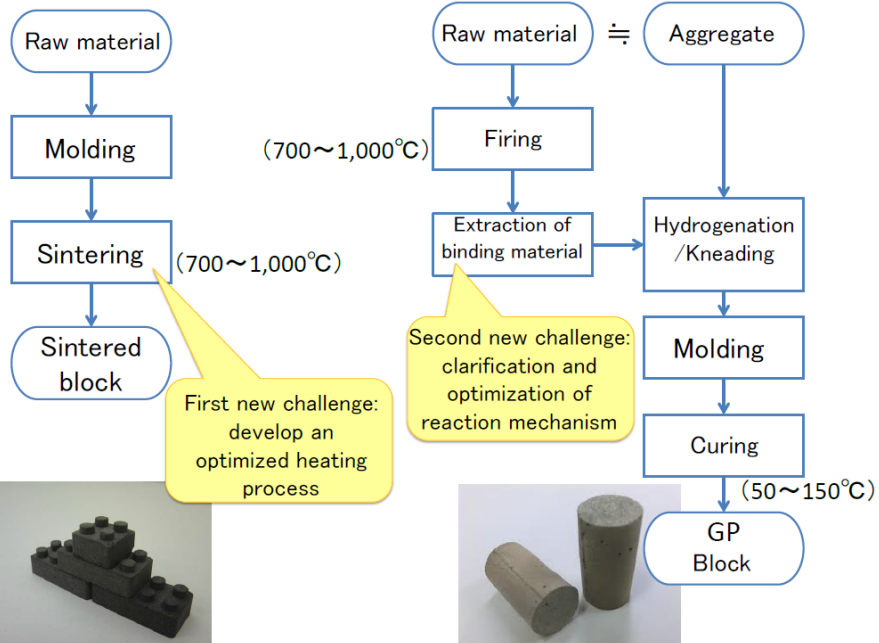 Raw material
Molding
Sintering
(700～1,000℃)
Sintered
block
First new challenge:
develop an
optimized heating
process
Raw material
≒
Aggregate
(700～1,000℃)
Firing
Extraction of
binding material
Hydrogenation
/Kneading
Second new challenge:
clarification and
optimization of
reaction mechanism
Molding
Curing
(50～150℃)
GP
Block